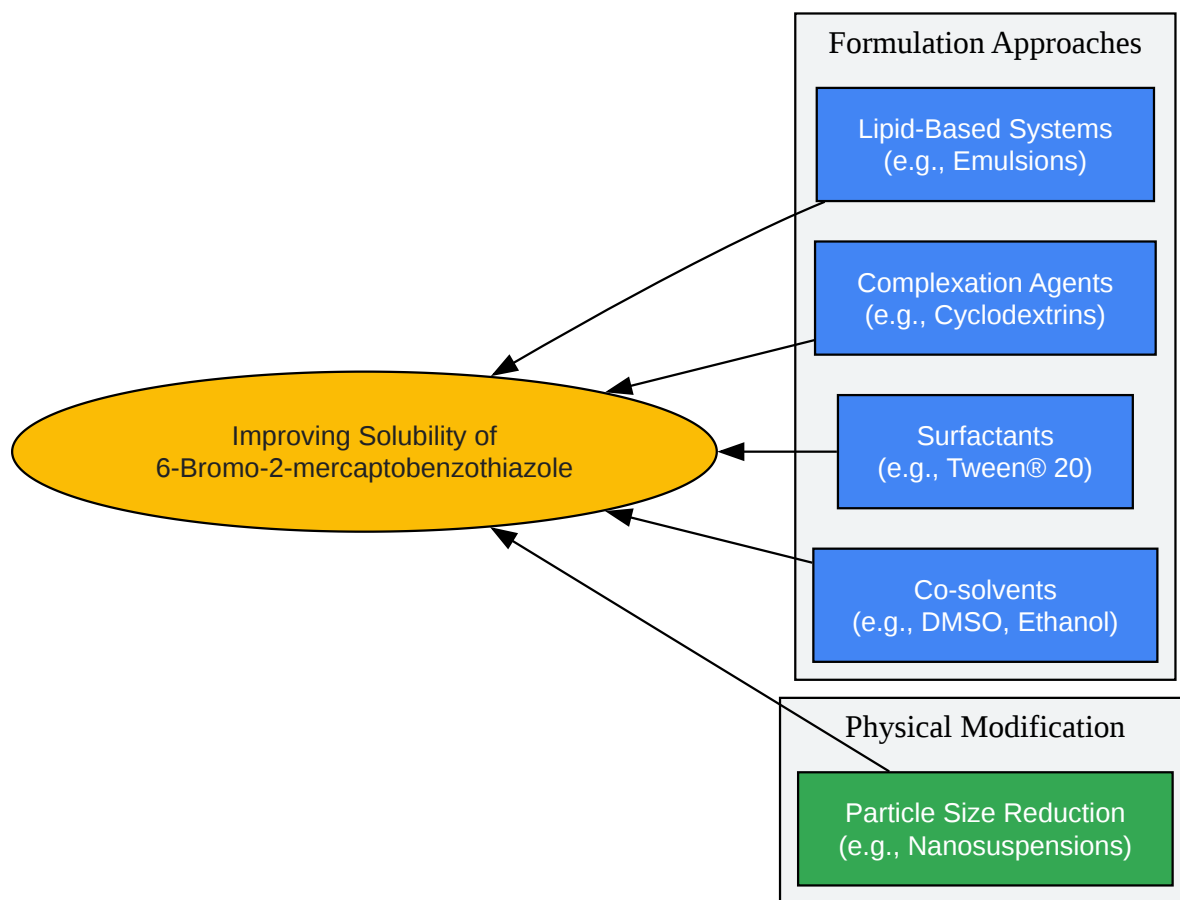 Formulation Approaches
Lipid-Based Systems
(e.g., Emulsions)
Complexation Agents
(e.g., Cyclodextrins)
Surfactants
(e.g., Tween® 20)
Co-solvents
(e.g., DMSO, Ethanol)
Improving Solubility of
6-Bromo-2-mercaptobenzothiazole
Physical Modification
Particle Size Reduction
(e.g., Nanosuspensions)